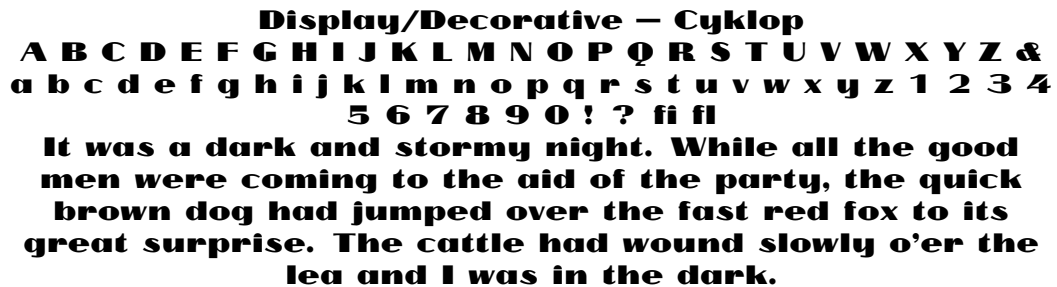 Display/Decorative — Cyklop
A B C D E F G H I J K L M N O P Q R S T U V W X Y Z &
a b c d e f g h i j k l m n o p q r s t u v w x y z 1 2 3 4
5 6 7 8 9 0 ! ? fi fl
It was a dark and stormy night. While all the good
men were coming to the aid of the party, the quick
brown dog had jumped over the fast red fox to its
great surprise. The cattle had wound slowly o’er the
lea and I was in the dark.